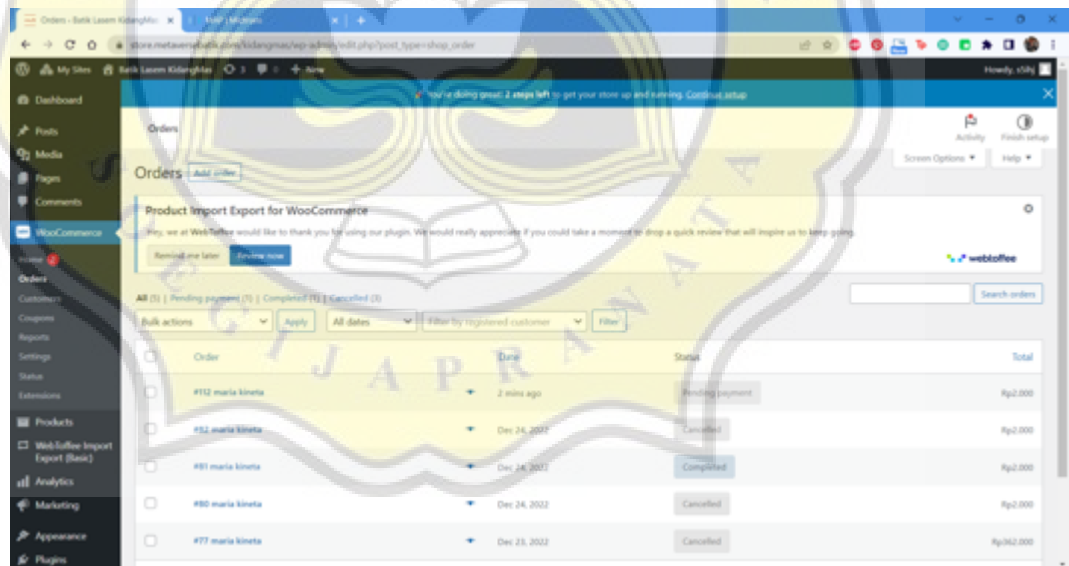 Orders - Batik Lasem KidangMas
store.metaversebatik.com/kidangmas/wp-admin/edit.php?post_type=shop_order
My Sites Batik Lasem KidangMas 3 0 New
Howdy,
You're doing great! 2 steps left to get your store up and running. Continue setup
Dashboard
Posts
Media
Pages
Comments
WooCommerce
Home
Orders
Customers
Coupons
Reports
Settings
Status
Extensions
Products
WebToffee Import
Export (Basic)
Analytics
Marketing
Appearance
Plugins
Orders
Activity Finish setup
Screen Options Help
Orders Add order
Product Import Export for WooCommerce
Hey, we at WebToffee would like to thank you for using our plugin. We would really appreciate if you could take a moment to drop a quick review that will inspire us to keep going.
Remind me later Review now
webtoffee
All (5) | Pending payment (1) | Completed (1) | Cancelled (3)
Search orders
Bulk actions Apply All dates Filter by registered customer Filter
Order Date Status Total
#112 maria kineta 2 mins ago Pending payment Rp2.000
maria kineta Dec 24, 2022 Cancelled Rp2.000
#81 maria kineta Dec 24, 2022 Completed Rp2.000
#80 maria kineta Dec 24, 2022 Cancelled Rp2.000
#77 maria kineta Dec 23, 2022 Cancelled Rp362.000
GIJAPRANATA